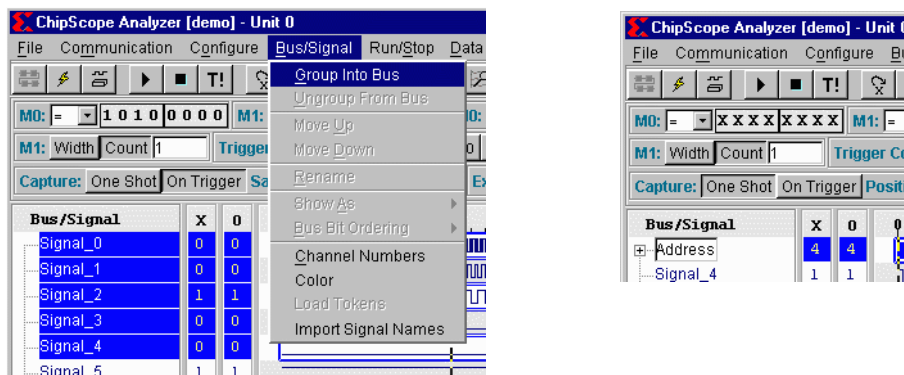 ChipScope Analyzer [demo] - Unit 0
File Communication Configure Bus/Signal Run/Stop Data
T!
M0: = 1 0 1 0 0 0 0 0 M1:
M1: Width Count 1 Trigger
Capture: One Shot On Trigger
Bus/Signal X 0
Signal_0 0 0
Signal_1 0 0
Signal_2 1 1
Signal_3 0 0
Signal_4 0 0
Signal_5 1 1
Group Into Bus
Ungroup From Bus
Move Up
Move Down
Rename
Show As
Bus Bit Ordering
Channel Numbers
Color
Load Tokens
Import Signal Names
ChipScope Analyzer [demo] - Unit
File Communication Configure
T!
M0: = X X X X X X X X M1: =
M1: Width Count 1 Trigger
Capture: One Shot On Trigger
Bus/Signal X 0 0
Address 4 4
Signal_4 1 1